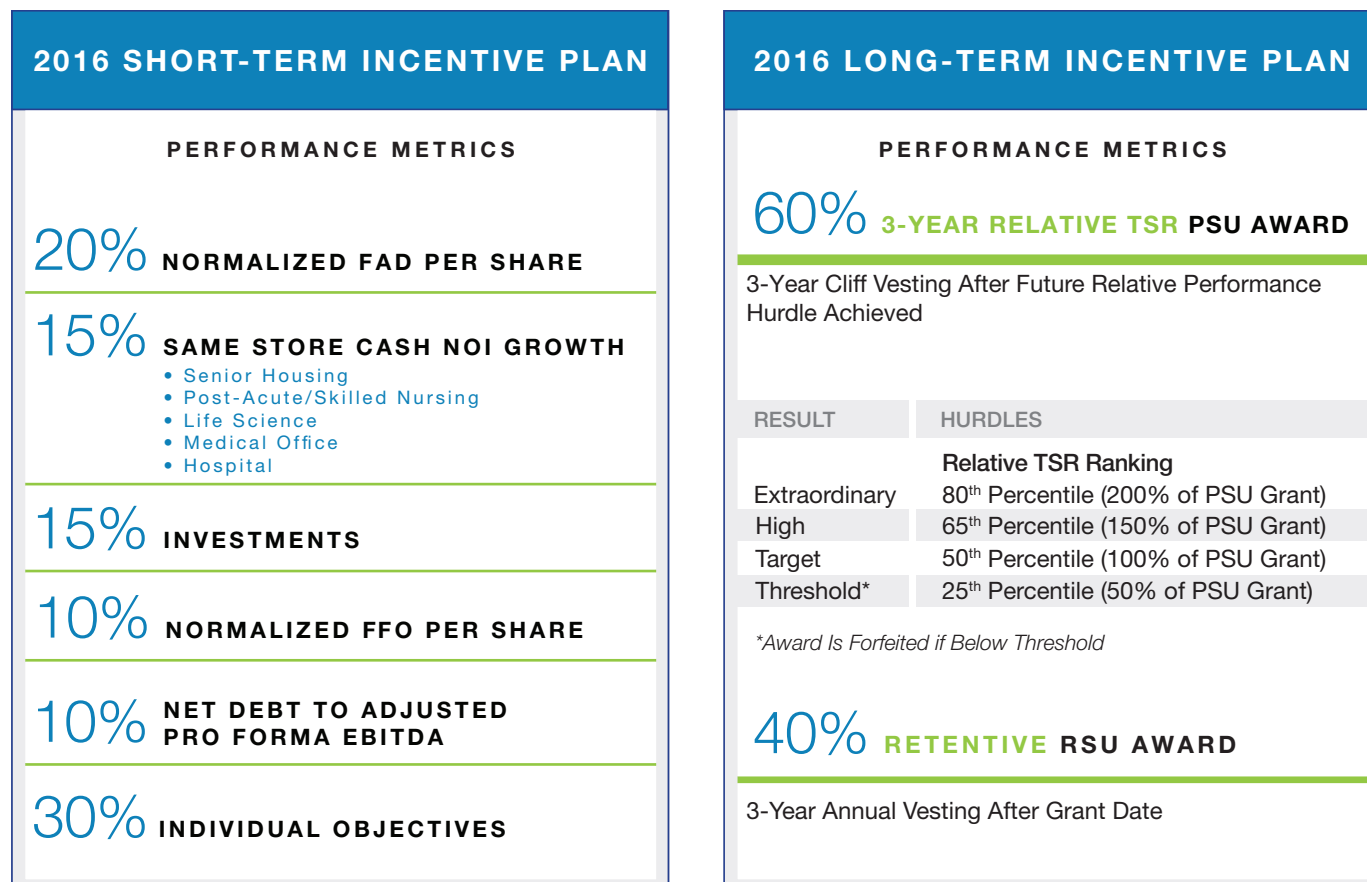 2016 SHORT-TERM INCENTIVE PLAN
PERFORMANCE METRICS
20% NORMALIZED FAD PER SHARE
15% SAME STORE CASH NOI GROWTH
• Senior Housing
• Post-Acute/Skilled Nursing
• Life Science
• Medical Office
• Hospital
15% INVESTMENTS
10% NORMALIZED FFO PER SHARE
10% NET DEBT TO ADJUSTED
PRO FORMA EBITDA
30% INDIVIDUAL OBJECTIVES
2016 LONG-TERM INCENTIVE PLAN
PERFORMANCE METRICS
60% 3-YEAR RELATIVE TSR PSU AWARD
3-Year Cliff Vesting After Future Relative Performance
Hurdle Achieved
RESULT HURDLES
Relative TSR Ranking
Extraordinary 80th Percentile (200% of PSU Grant)
High 65th Percentile (150% of PSU Grant)
Target 50th Percentile (100% of PSU Grant)
Threshold* 25th Percentile (50% of PSU Grant)
*Award Is Forfeited if Below Threshold
40% RETENTIVE RSU AWARD
3-Year Annual Vesting After Grant Date